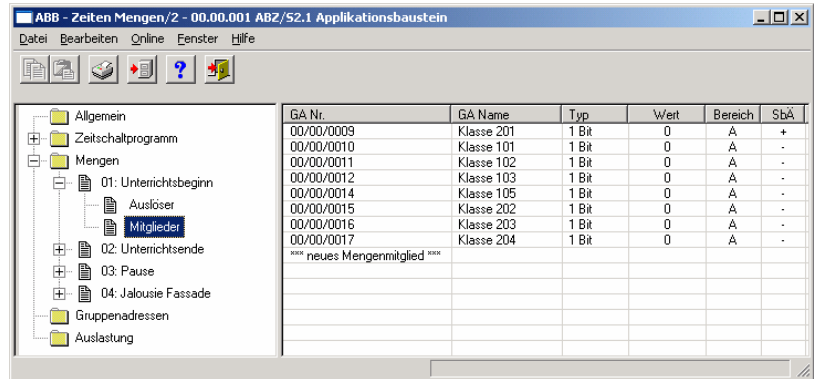 ABB - Zeiten Mengen/2 - 00.00.001 ABZ/S2.1 Applikationsbaustein
Datei Bearbeiten Online Fenster Hilfe
Allgemein
Zeitschaltprogramm
Mengen
01: Unterrichtsbeginn
Auslöser
Mitglieder
02: Unterrichtsende
03: Pause
04: Jalousie Fassade
Gruppenadressen
Auslastung
GA Nr. GA Name Typ Wert Bereich SbÄ
00/00/0009 Klasse 201 1 Bit 0 A +
00/00/0010 Klasse 101 1 Bit 0 A -
00/00/0011 Klasse 102 1 Bit 0 A -
00/00/0012 Klasse 103 1 Bit 0 A -
00/00/0014 Klasse 105 1 Bit 0 A -
00/00/0015 Klasse 202 1 Bit 0 A -
00/00/0016 Klasse 203 1 Bit 0 A -
00/00/0017 Klasse 204 1 Bit 0 A -
*** neues Mengenmitglied ***